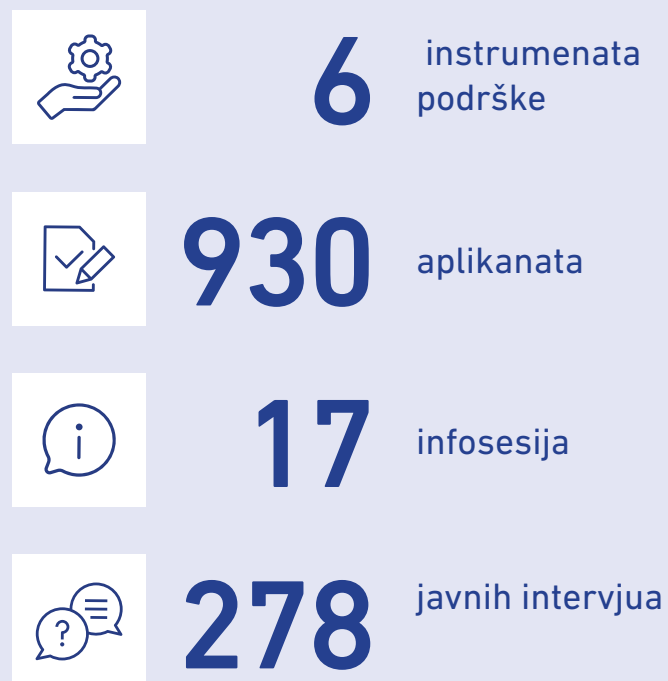 6 instrumenata
podrške
930 aplikanata
i
17 infosesija
?
278 javnih intervjua